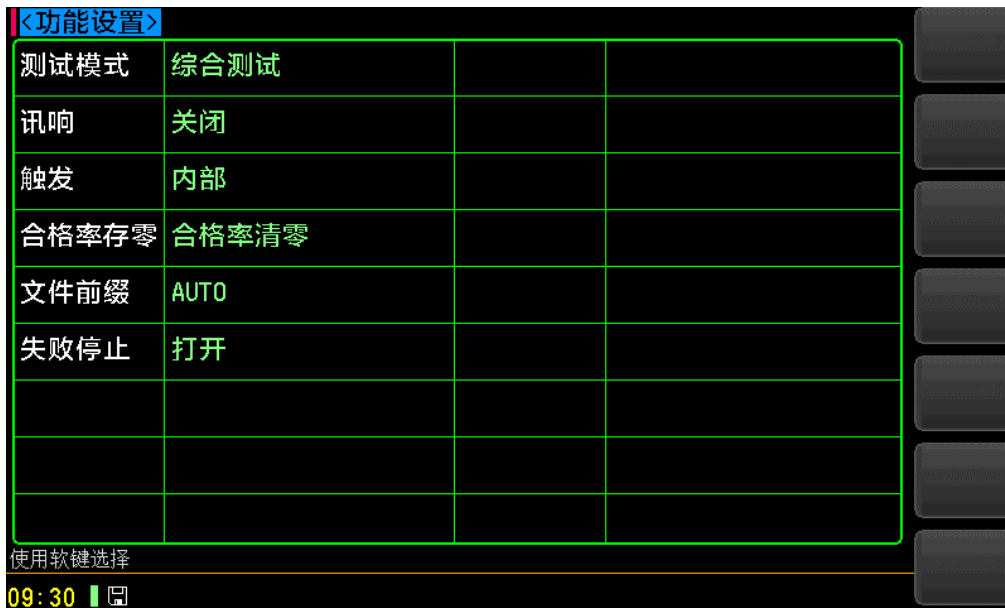 <功能设置>
测试模式 综合测试
讯响 关闭
触发 内部
合格率存零 合格率清零
文件前缀 AUTO
失败停止 打开
使用软键选择
09:30